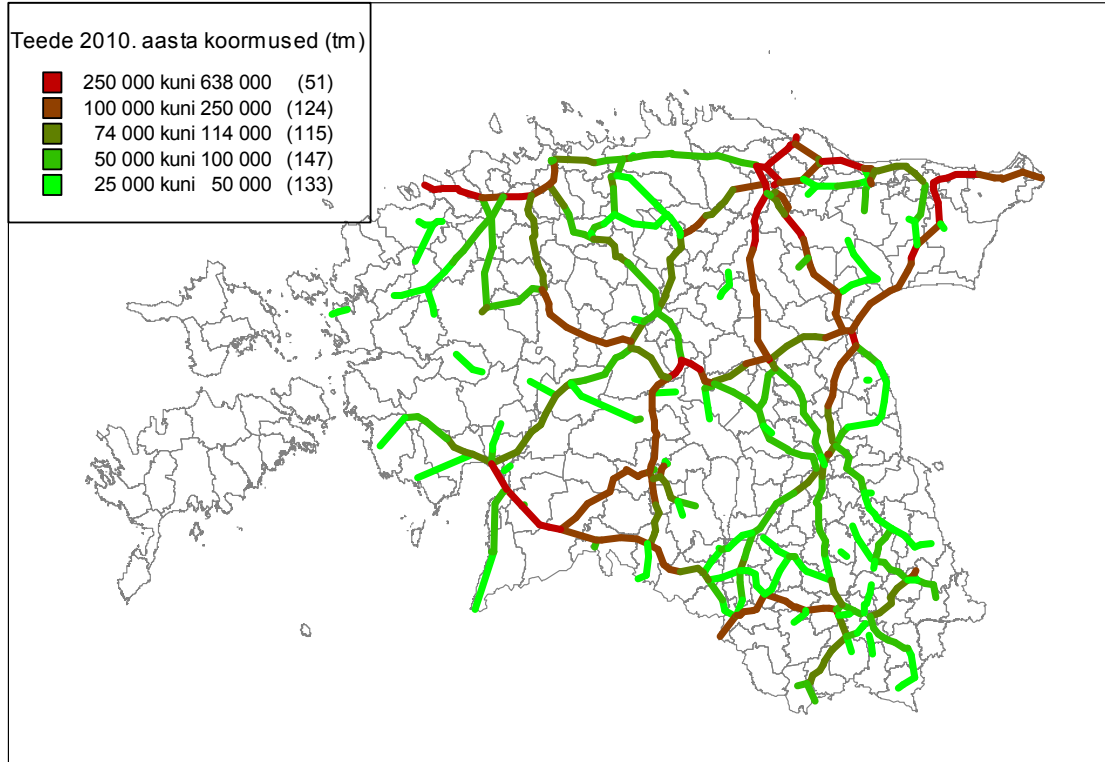 Teede 2010. aasta koormused (tm)
250 000 kuni 638 000 (51)
100 000 kuni 250 000 (124)
74 000 kuni 114 000 (115)
50 000 kuni 100 000 (147)
25 000 kuni 50 000 (133)